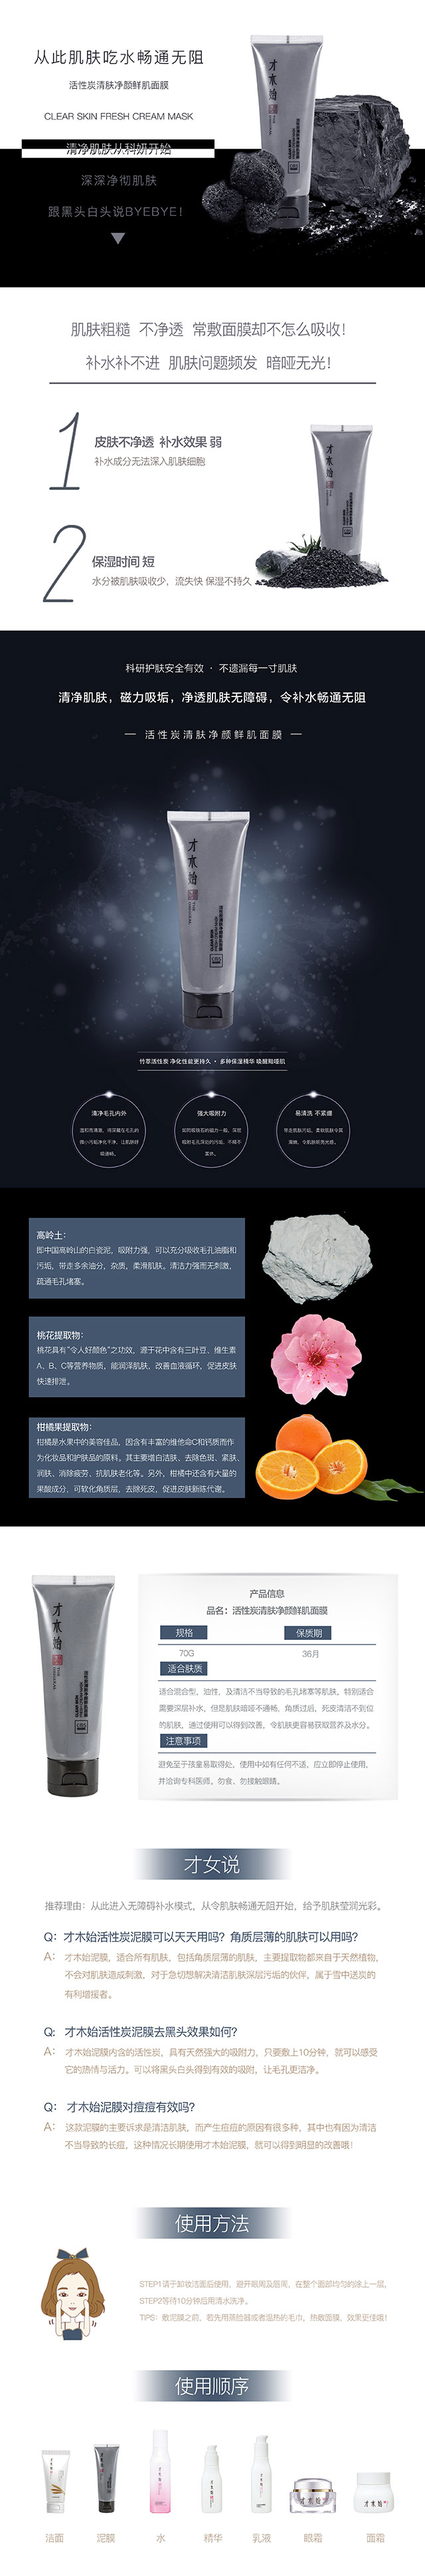 从此肌肤吃水畅通无阻
活性炭清肤净颜鲜肌面膜
CLEAR SKIN FRESH CREAM MASK
清净肌肤从科妍开始
深深净彻肌肤
跟黑头白头说BYEBYE！
才木始
肌肤粗糙 不净透 常敷面膜却不怎么吸收！
补水补不进 肌肤问题频发 暗哑无光！
1
皮肤不净透 补水效果 弱
补水成分无法深入肌肤细胞
2
保湿时间 短
水分被肌肤吸收少，流失快 保湿不持久
才木始
科研护肤安全有效 · 不遗漏每一寸肌肤
清净肌肤，磁力吸垢，净透肌肤无障碍，令补水畅通无阻
— 活性炭清肤净颜鲜肌面膜 —
才木始
竹萃活性炭 净化性能更持久 · 多种保湿精华 唤醒黯哑肌
清净毛孔内外
强大吸附力
易清洗 不紧绷
高岭土：
即中国高岭山的白瓷泥，吸附力强，可以充分吸收毛孔油脂和
污垢，带走多余油分，杂质，柔滑肌肤。清洁力强而无刺激，
疏通毛孔堵塞。
桃花提取物：
桃花具有“令人好颜色”之功效，源于花中含有三叶豆、维生素
A、B、C等营养物质，能润泽肌肤，改善血液循环，促进皮肤
快速排泄。
柑橘果提取物：
柑橘是水果中的美容佳品，因含有丰富的维他命C和钙质而作
为化妆品和护肤品的原料。其主要增白洁肤、去除色斑、紧肤、
润肤、消除疲劳、抗肌肤老化等。另外，柑橘中还含有大量的
果酸成分，可软化角质层，去除死皮，促进皮肤新陈代谢。
才木始
产品信息
品名：活性炭清肤净颜鲜肌面膜
规格
保质期
70G
36月
适合肤质
适合混合型，油性，及清洁不当导致的毛孔堵塞等肌肤，特别适合
需要深层补水，但是肌肤暗哑不通畅，角质过后，死皮清洁不到位
的肌肤，通过使用可以得到改善，令肌肤更容易获取营养及水分。
注意事项
避免至于孩童易取得处，使用中如有任何不适，应立即停止使用，
并洽询专科医师。勿食、勿接触眼睛。
才女说
推荐理由：从此进入无障碍补水模式，从令肌肤畅通无阻开始，给予肌肤莹润光彩。
Q：才木始活性炭泥膜可以天天用吗？角质层薄的肌肤可以用吗？
A：才木始泥膜，适合所有肌肤，包括角质层薄的肌肤，主要提取物都来自于天然植物，
不会对肌肤造成刺激，对于急切想解决清洁肌肤深层污垢的伙伴，属于雪中送炭的
有利增援者。
Q：才木始活性炭泥膜去黑头效果如何？
A：才木始泥膜内含的活性炭，具有天然强大的吸附力，只要敷上10分钟，就可以感受
它的热情与活力。可以将黑头白头得到有效的吸附，让毛孔更洁净。
Q：才木始泥膜对痘痘有效吗？
A：这款泥膜的主要诉求是清洁肌肤，而产生痘痘的原因有很多种，其中也有因为清洁
不当导致的长痘，这种情况长期使用才木始泥膜，就可以得到明显的改善哦！
使用方法
STEP1请于卸妆洁面后使用，避开眼周及唇间，在整个面部均匀的涂上一层，
STEP2等待10分钟后用清水洗净。
TIPS：敷泥膜之前，若先用蒸脸器或者温热的毛巾，热敷面膜，效果更佳哦！
使用顺序
洁面
泥膜
水
精华
乳液
眼霜
面霜